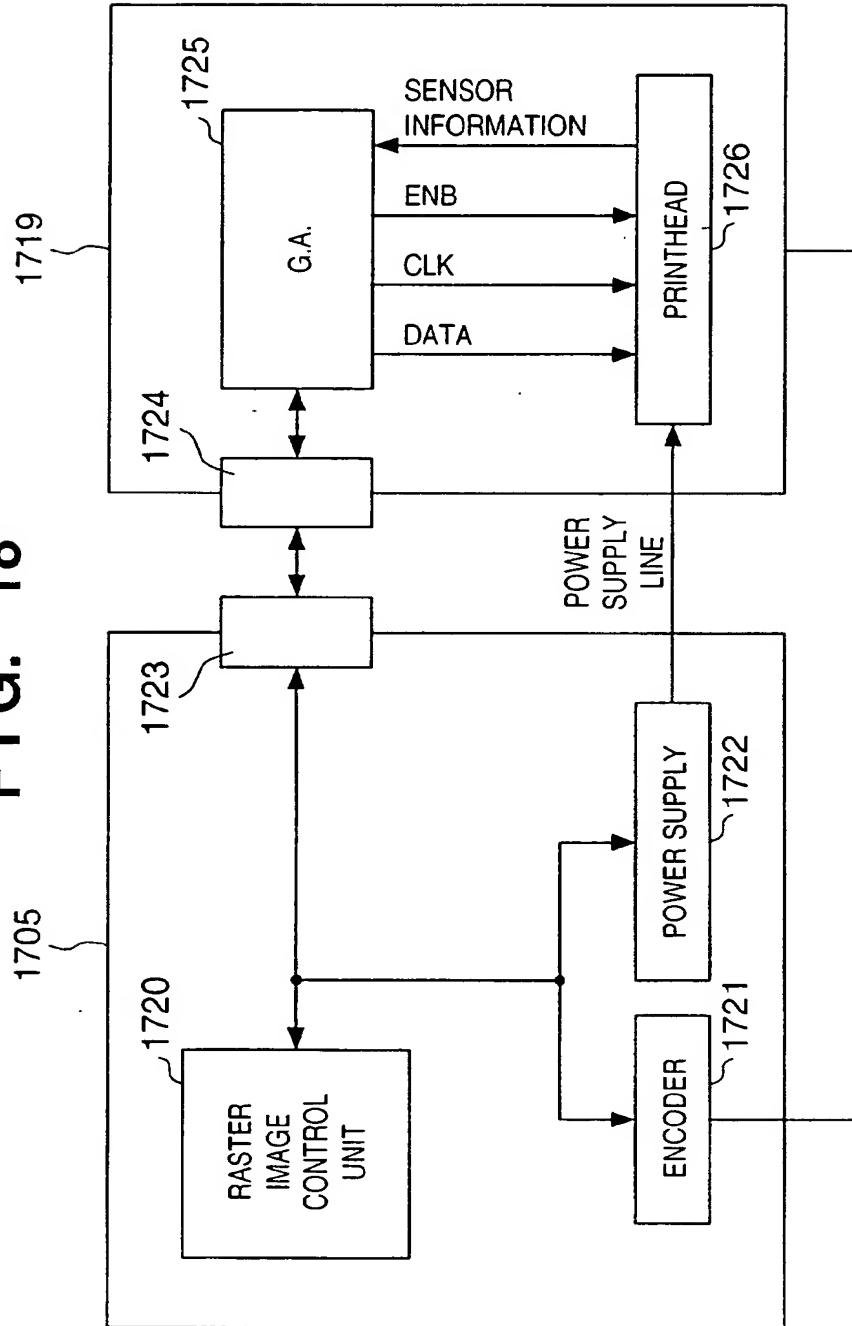 FIG. 18
1705
1720
RASTER
IMAGE
CONTROL
UNIT
1723
ENCODER
1721
POWER SUPPLY
1722
POWER
SUPPLY
LINE
1719
1724
1725
G.A.
DATA
CLK
ENB
SENSOR
INFORMATION
PRINTHEAD
1726